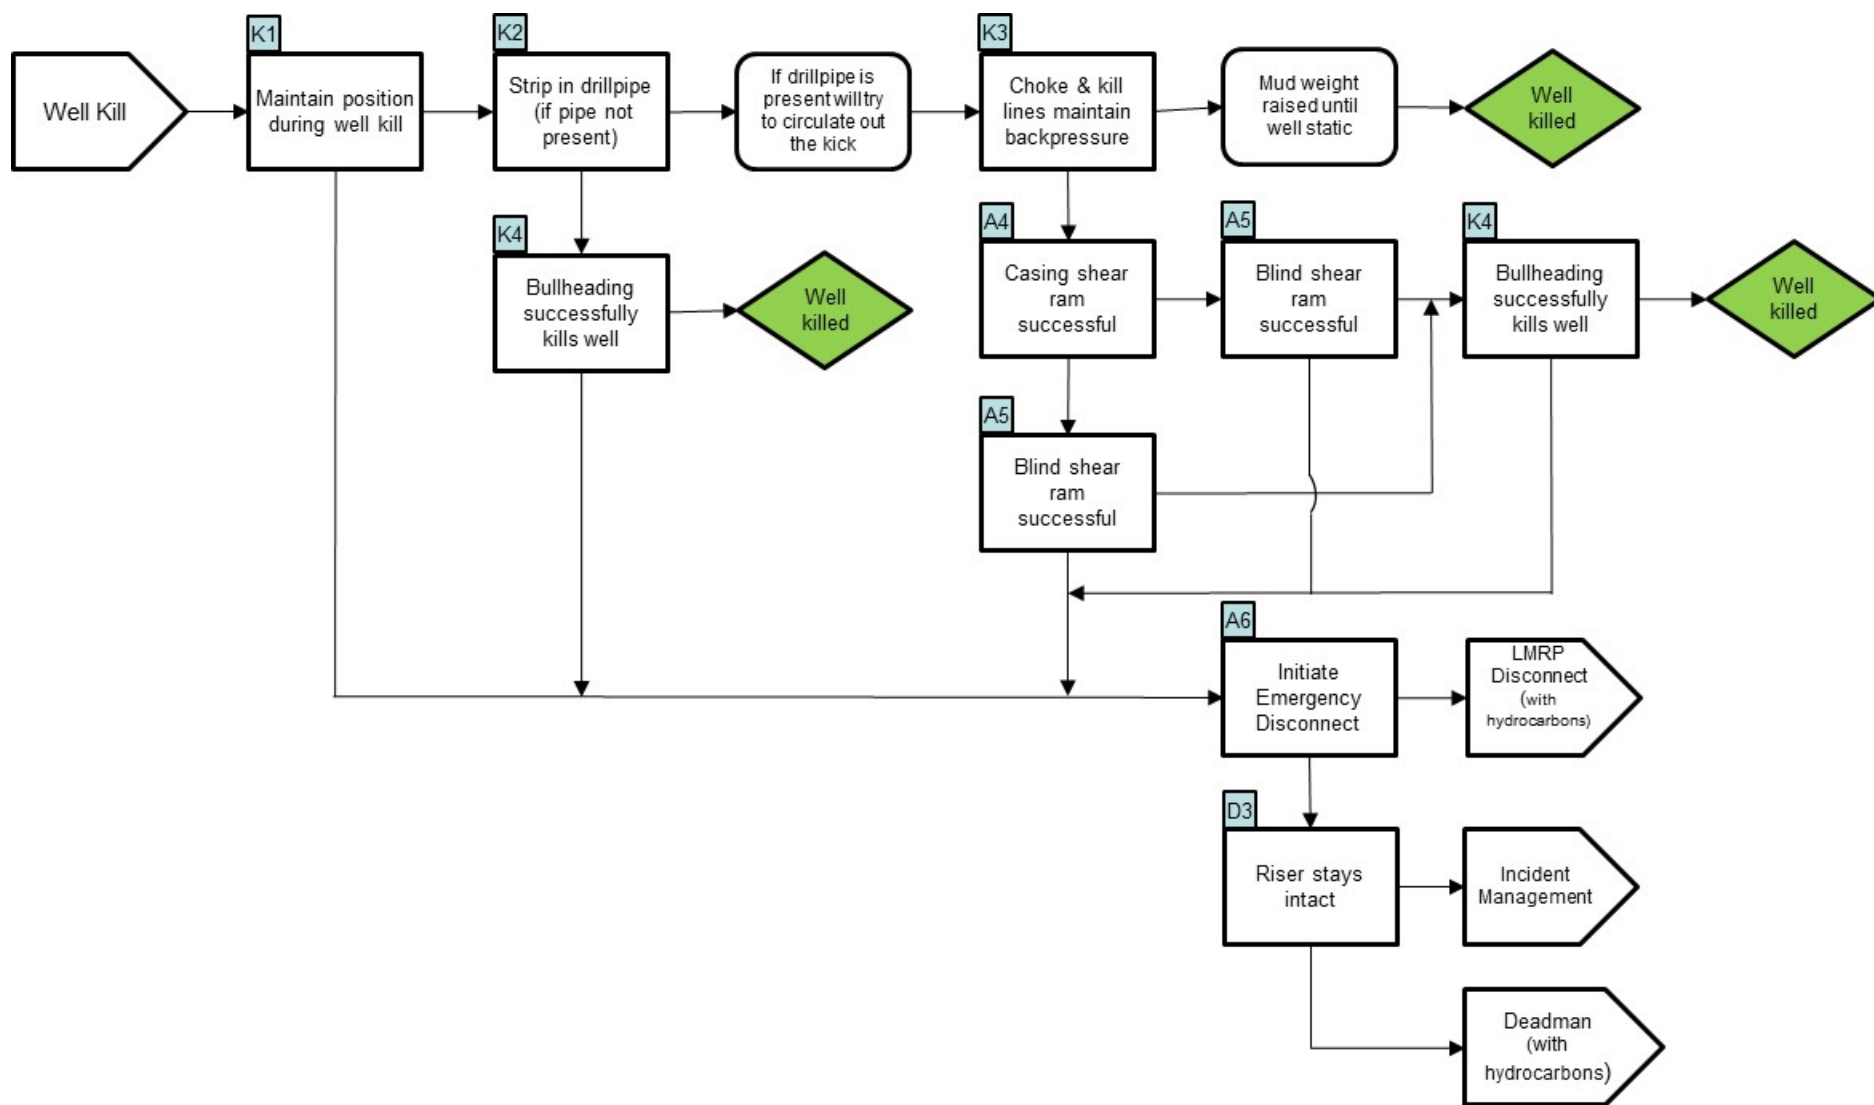 Well Kill
K1
Maintain position
during well kill
K2
Strip in drillpipe
(if pipe not
present)
If drillpipe is
present will try
to circulate out
the kick
K3
Choke & kill
lines maintain
backpressure
Mud weight
raised until
well static
Well
killed
K4
Bullheading
successfully
kills well
Well
killed
A4
Casing shear
ram
successful
A5
Blind shear
ram
successful
K4
Bullheading
successfully
kills well
Well
killed
A5
Blind shear
ram
successful
A6
Initiate
Emergency
Disconnect
LMRP
Disconnect
(with
hydrocarbons)
D3
Riser stays
intact
Incident
Management
Deadman
(with
hydrocarbons)